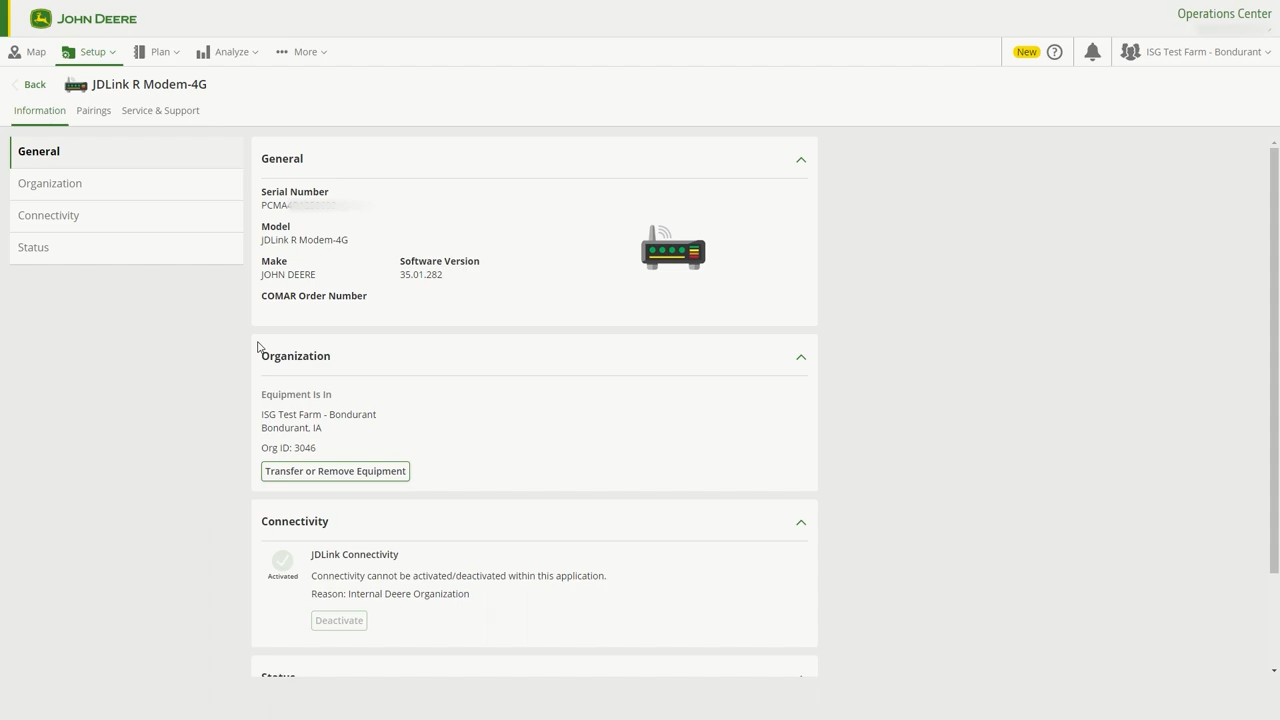 JOHN DEERE
Operations Center
Map
Setup
Plan
Analyze
More
New
?
ISG Test Farm - Bondurant
Back
JDLink R Modem-4G
Information
Pairings
Service & Support
General
Organization
Connectivity
Status
General
Serial Number
PCMA
Model
JDLink R Modem-4G
Make
Software Version
JOHN DEERE
35.01.282
COMAR Order Number
Organization
Equipment Is In
ISG Test Farm - Bondurant
Bondurant, IA
Org ID: 3046
Transfer or Remove Equipment
Connectivity
JDLink Connectivity
Activated
Connectivity cannot be activated/deactivated within this application.
Reason: Internal Deere Organization
Deactivate
Status